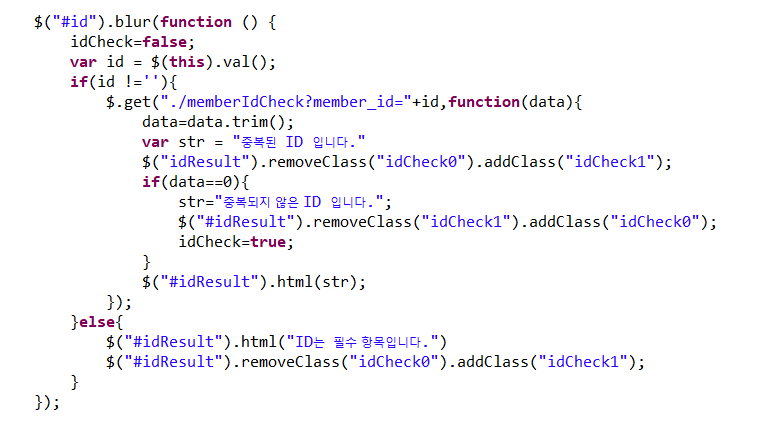 $("#id").blur(function () {
    idCheck=false;
    var id = $(this).val();
    if(id !=''){
        $.get("./memberIdCheck?member_id="+id,function(data){
            data=data.trim();
            var str = "중복된 ID 입니다."
            $("idResult").removeClass("idCheck0").addClass("idCheck1");
            if(data==0){
                str="중복되지 않은 ID 입니다.";
                $("#idResult").removeClass("idCheck1").addClass("idCheck0");
                idCheck=true;
            }
            $("#idResult").html(str);
        });
    }else{
        $("#idResult").html("ID는 필수 항목입니다.")
        $("#idResult").removeClass("idCheck0").addClass("idCheck1");
    }
});